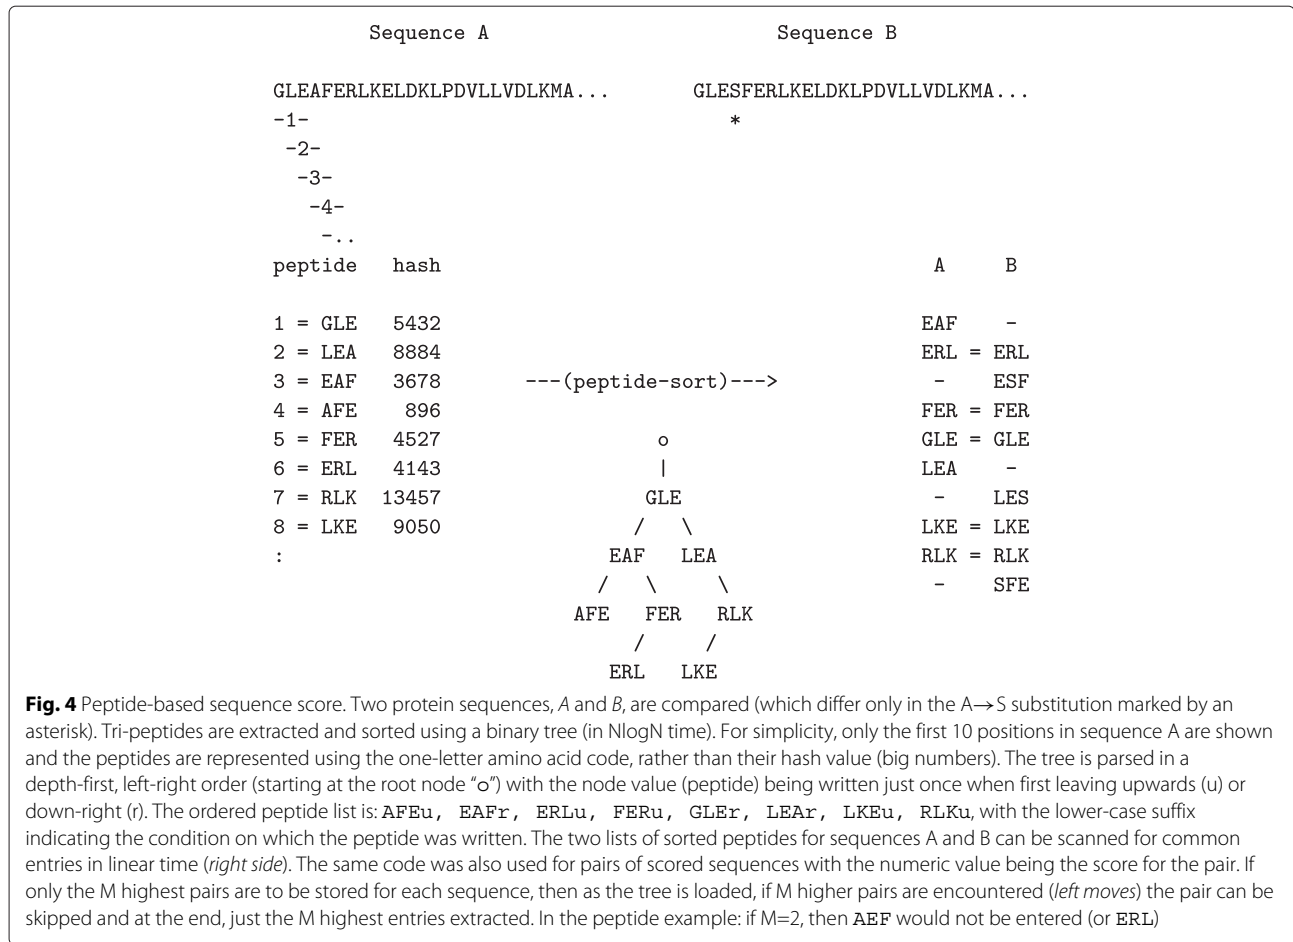 Sequence A Sequence B
GLEAFERLKELDKLPDVLLVDLKMA... GLESFERLKELDKLPDVLLVDLKMA...
-1- *
-2-
-3-
-4-
-..
peptide hash A B
1 = GLE 5432 EAF -
2 = LEA 8884 ERL = ERL
3 = EAF 3678 ---(peptide-sort)---> - ESF
4 = AFE 896 FER = FER
5 = FER 4527 o GLE = GLE
6 = ERL 4143 | LEA -
7 = RLK 13457 GLE - LES
8 = LKE 9050 / \ LKE = LKE
: EAF LEA RLK = RLK
/ \ \ - SFE
AFE FER RLK
/ /
ERL LKE
Fig. 4 Peptide-based sequence score. Two protein sequences, A and B, are compared (which differ only in the A→S substitution marked by an
asterisk). Tri-peptides are extracted and sorted using a binary tree (in NlogN time). For simplicity, only the first 10 positions in sequence A are shown
and the peptides are represented using the one-letter amino acid code, rather than their hash value (big numbers). The tree is parsed in a
depth-first, left-right order (starting at the root node “o”) with the node value (peptide) being written just once when first leaving upwards (u) or
down-right (r). The ordered peptide list is: AFEu, EAFr, ERLu, FERu, GLEr, LEAr, LKEu, RLKu, with the lower-case suffix
indicating the condition on which the peptide was written. The two lists of sorted peptides for sequences A and B can be scanned for common
entries in linear time (right side). The same code was also used for pairs of scored sequences with the numeric value being the score for the pair. If
only the M highest pairs are to be stored for each sequence, then as the tree is loaded, if M higher pairs are encountered (left moves) the pair can be
skipped and at the end, just the M highest entries extracted. In the peptide example: if M=2, then AEF would not be entered (or ERL)